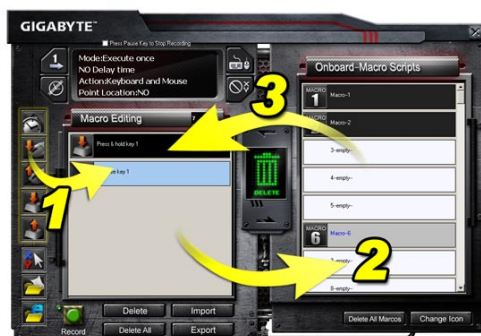 GIGABYTE™
Press Pause Key to Stop Recording
Mode:Execute once
NO Delay time
Action:Keyboard and Mouse
Point Location:NO
Macro Editing
Press & hold key 1
key 1
1
DELETE
Delete
Import
Record
Delete All
Export
3
2
Onboard-Macro Scripts
MACRO 1
Macro-1
MACRO
Macro-2
3-empty-
4-empty-
5-empty-
MACRO 6
Macro-6
-empty-
8-empty-
Delete All Marcos
Change Icon